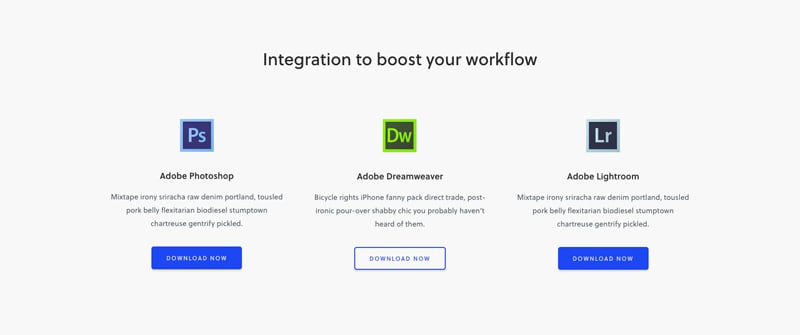 Integration to boost your workflow
Ps
Dw
Lr
Adobe Photoshop
Mixtape irony sriracha raw denim portland, tousled
pork belly flexitarian biodiesel stumptown
chartreuse gentrify pickled.
DOWNLOAD NOW
Adobe Dreamweaver
Bicycle rights iPhone fanny pack direct trade, post-
ironic pour-over shabby chic you probably haven't
heard of them.
DOWNLOAD NOW
Adobe Lightroom
Mixtape irony sriracha raw denim portland, tousled
pork belly flexitarian biodiesel stumptown
chartreuse gentrify pickled.
DOWNLOAD NOW